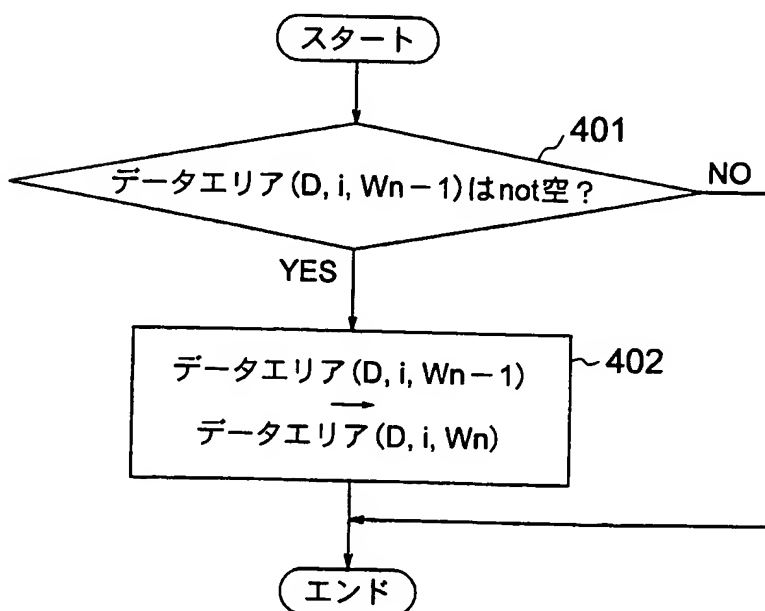 スタート
401
データエリア(D, i, Wn−1)はnot空?
NO
YES
データエリア(D, i, Wn−1)
→
データエリア(D, i, Wn)
402
エンド